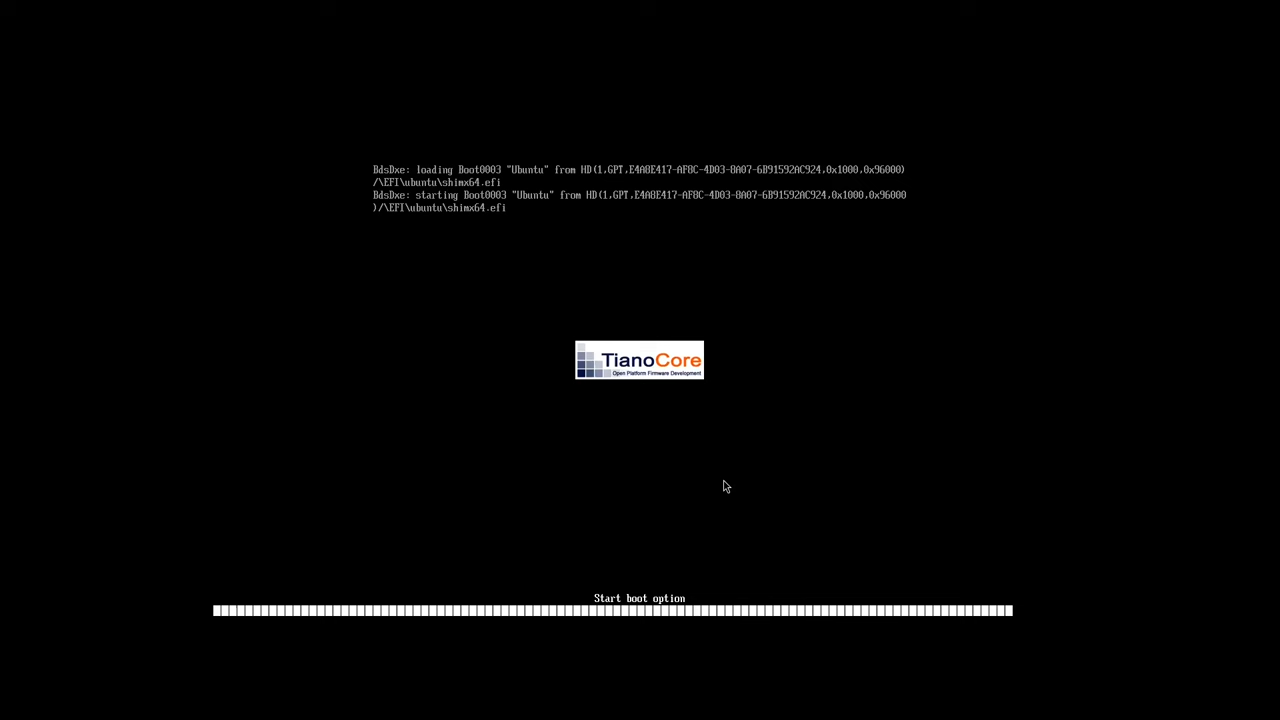 BdsDxe: loading Boot0003 "Ubuntu" from HD(1,GPT,E4A8E417-AF8C-4D03-8A07-6B91592AC924,0x1000,0x96000)
/\EFI\ubuntu\shimx64.efi
BdsDxe: starting Boot0003 "Ubuntu" from HD(1,GPT,E4A8E417-AF8C-4D03-8A07-6B91592AC924,0x1000,0x96000
)/\EFI\ubuntu\shimx64.efi
TianoCore
Open Platform Firmware Development
Start boot option